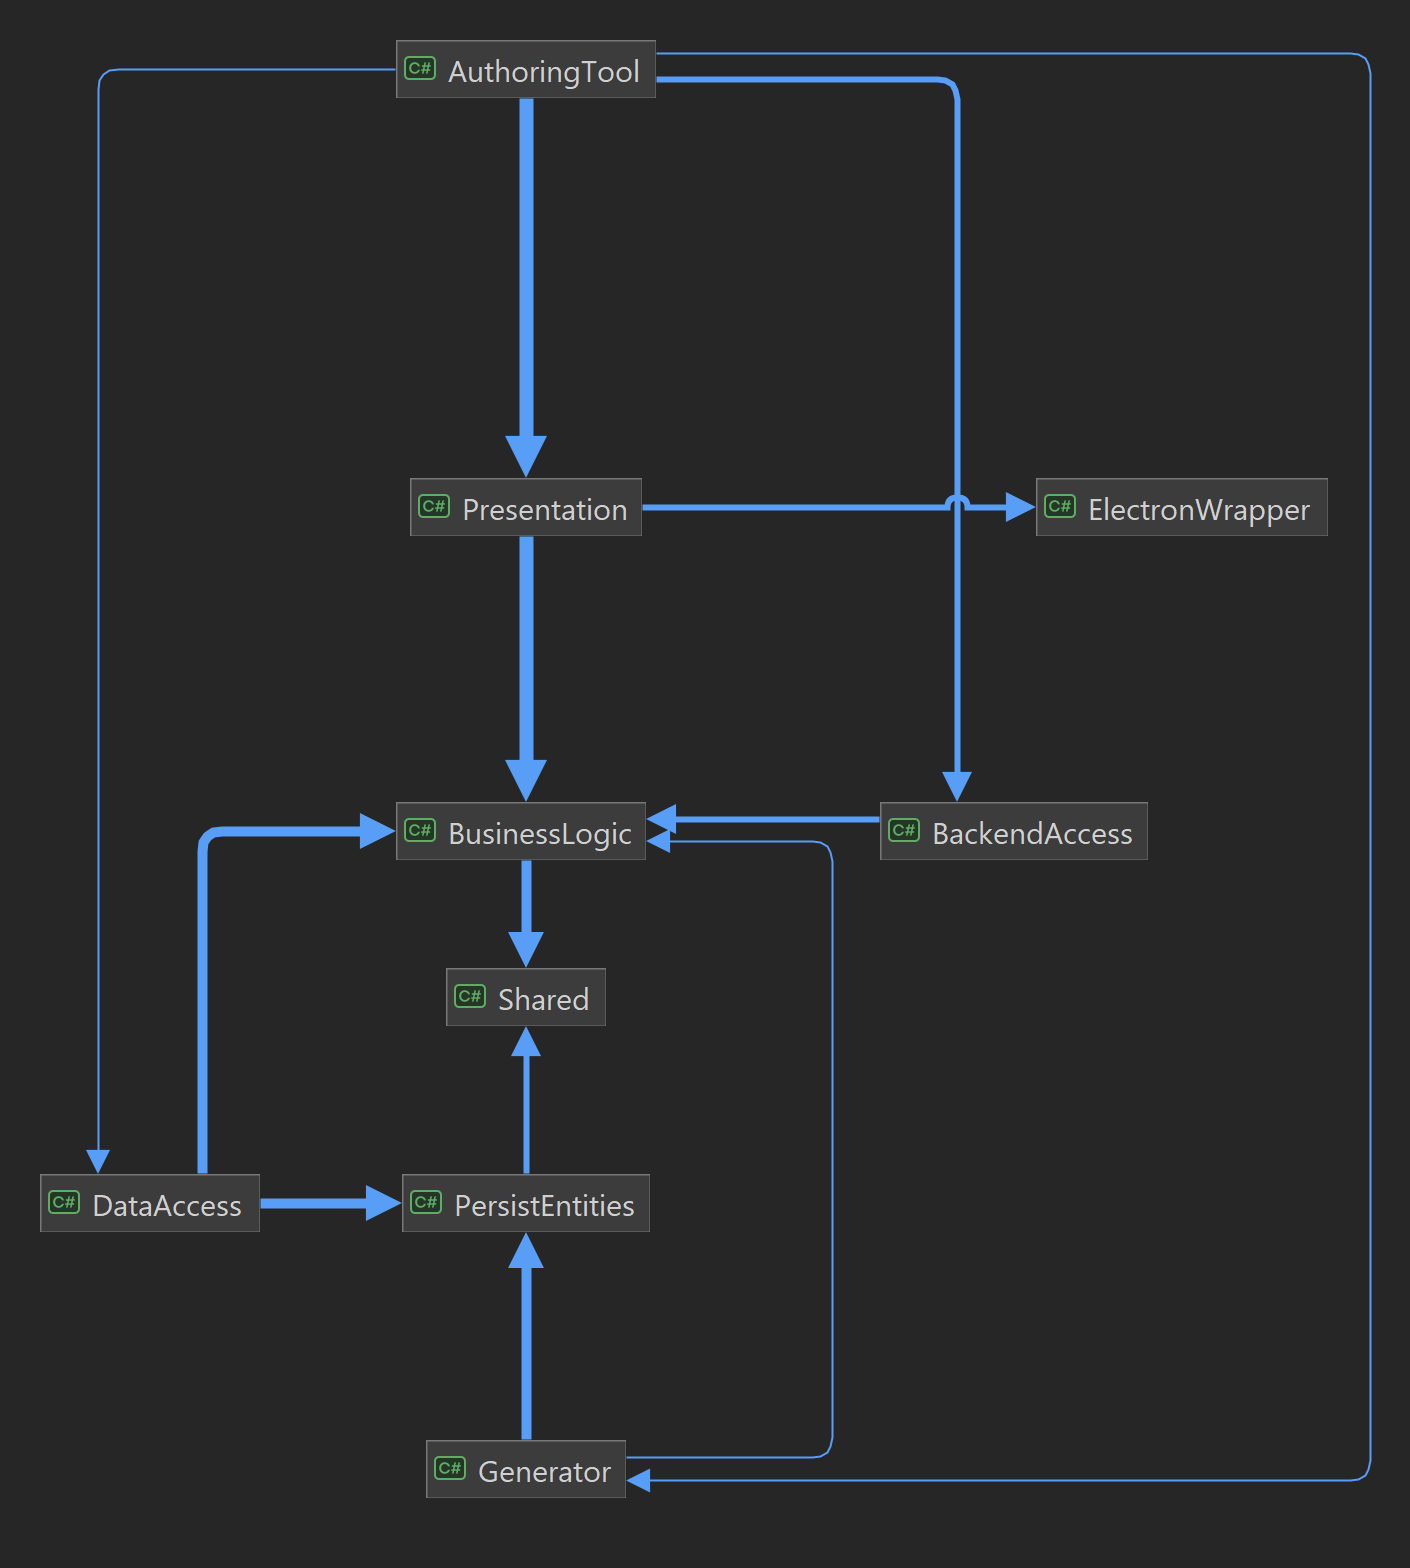 C# AuthoringTool
C# Presentation
C# ElectronWrapper
C# BusinessLogic
C# BackendAccess
C# Shared
C# DataAccess
C# PersistEntities
C# Generator